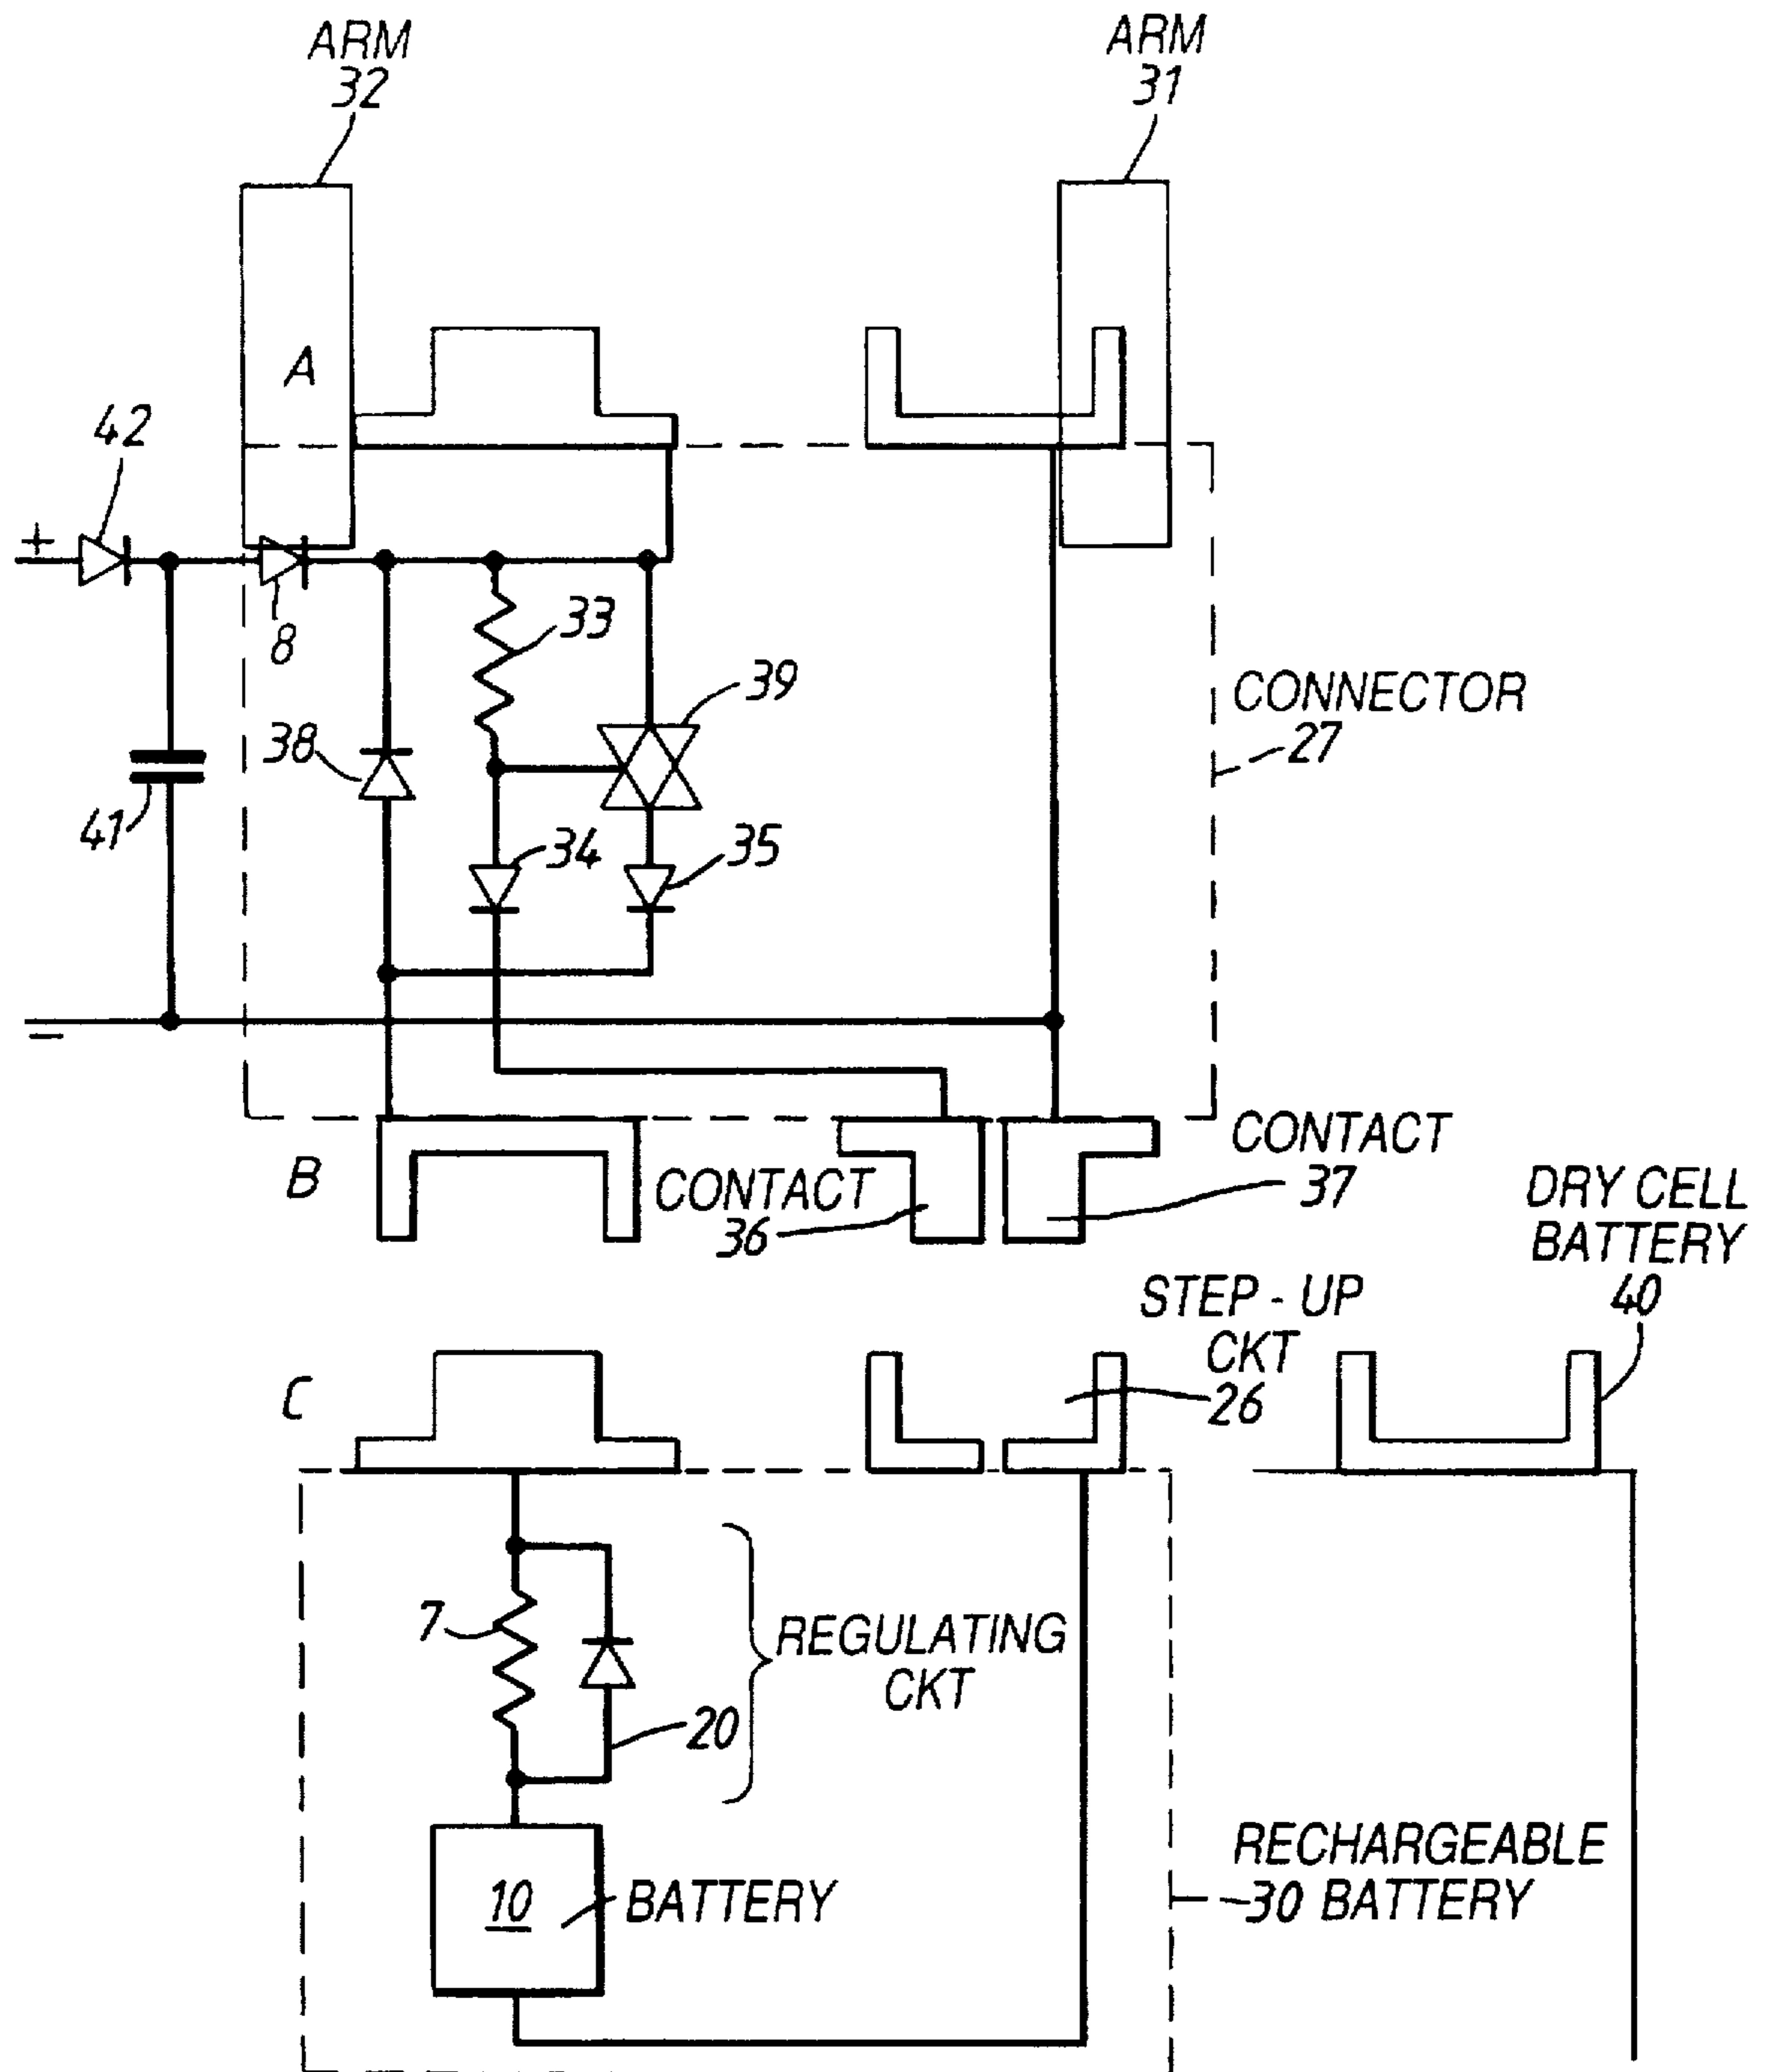 ARM
32
ARM
31
A
42
+
8
33
39
CONNECTOR
27
38
41
34
35
−
B
CONTACT
36
CONTACT
37
DRY CELL
BATTERY
40
STEP - UP
CKT
26
C
7
REGULATING
CKT
20
10
BATTERY
RECHARGEABLE
30 BATTERY